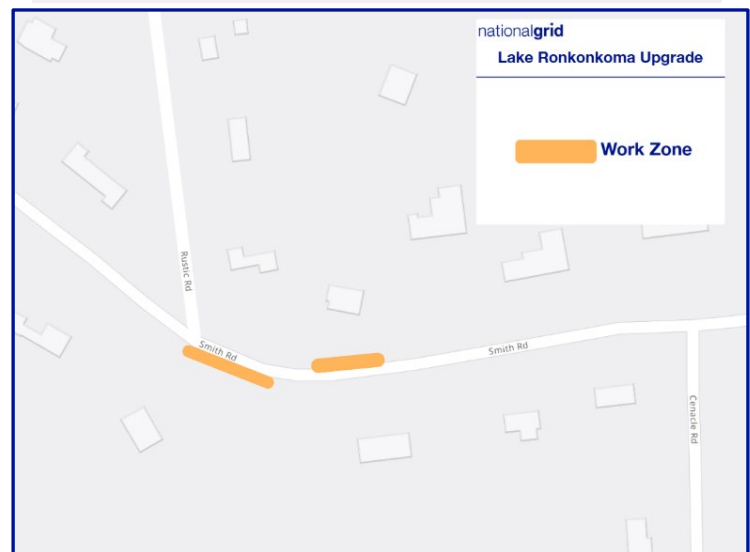 nationalgrid
Lake Ronkonkoma Upgrade
Work Zone
Rustic Rd
Smith Rd
Smith Rd
Cenacle Rd